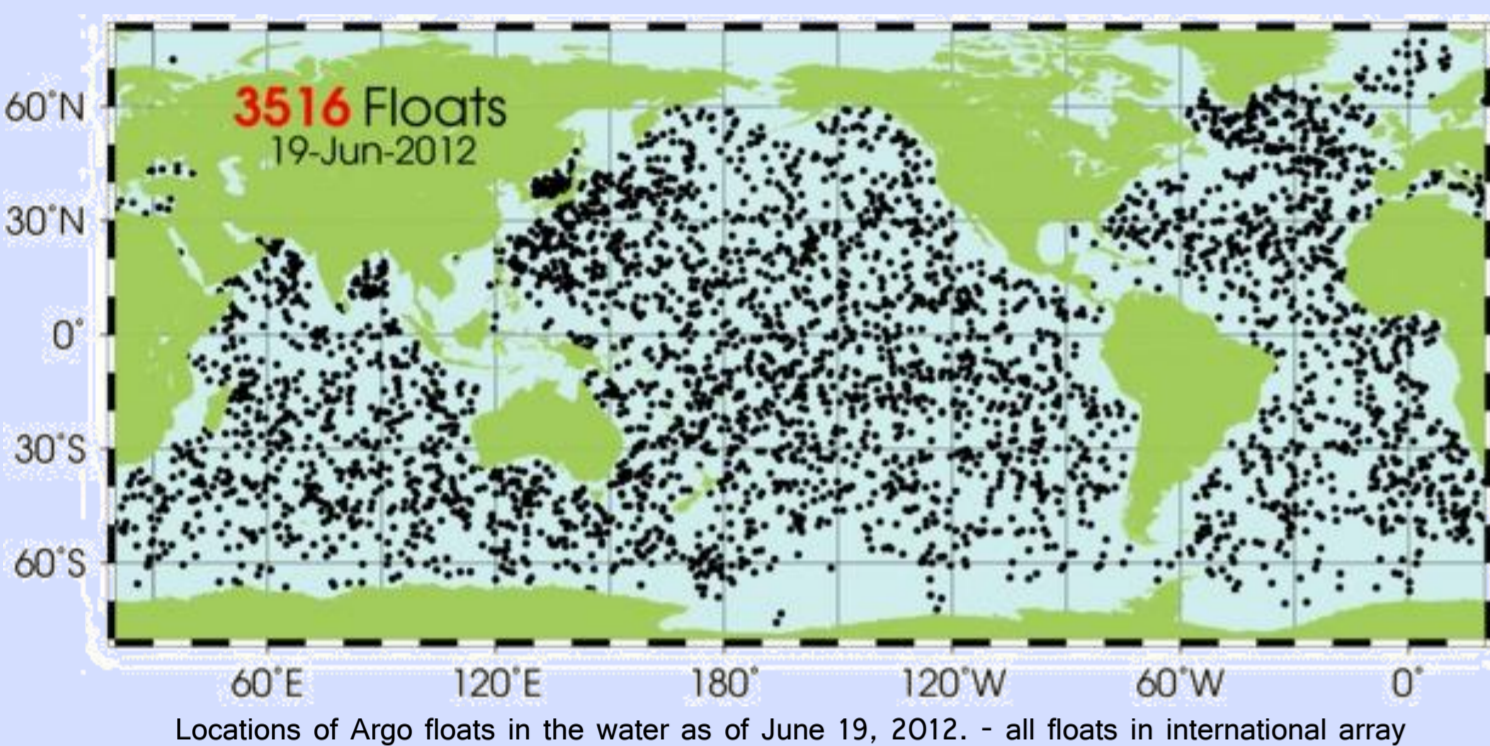 3516 Floats
19-Jun-2012
60°N
30°N
0°
30°S
60°S
60°E 120°E 180° 120°W 60°W 0°
Locations of Argo floats in the water as of June 19, 2012. - all floats in international array